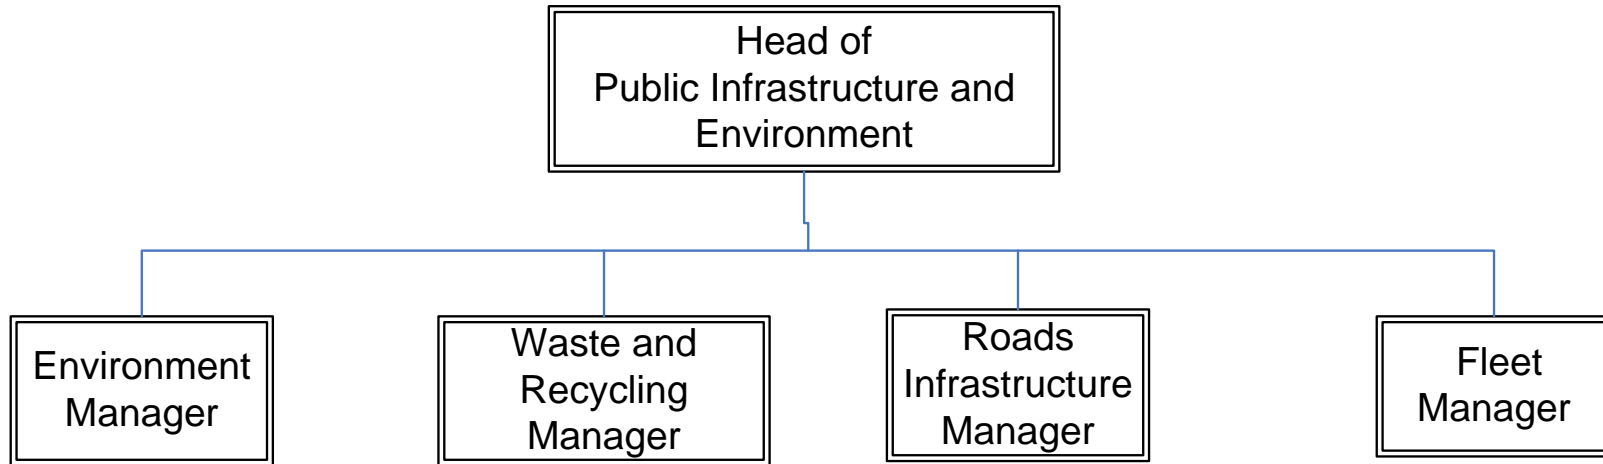 Head of
Public Infrastructure and
Environment
Environment
Manager
Waste and
Recycling
Manager
Roads
Infrastructure
Manager
Fleet
Manager